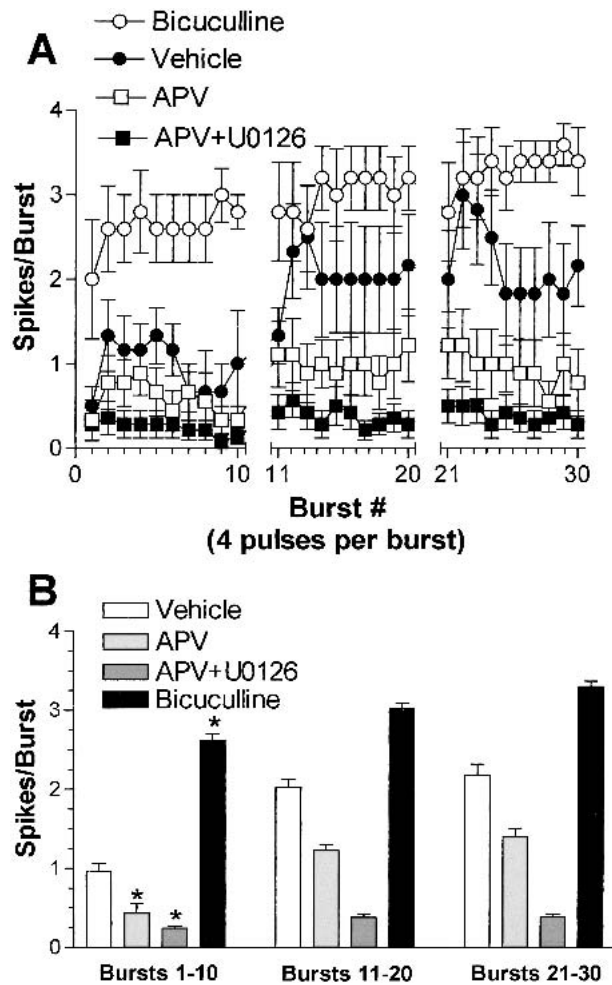 A
Bicuculline
Vehicle
APV
APV+U0126
Spikes/Burst
4
3
2
1
0
0 10 11 20 21 30
Burst #
(4 pulses per burst)
B
Vehicle
APV
APV+U0126
Bicuculline
Spikes/Burst
4
3
2
1
0
* * *
Bursts 1-10 Bursts 11-20 Bursts 21-30